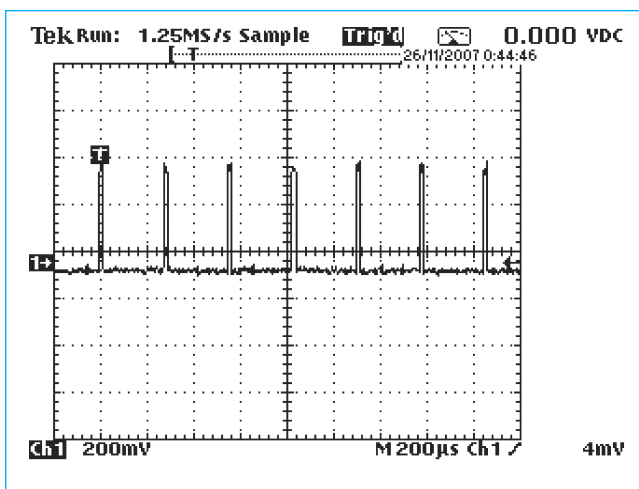 Tek Run: 1.25MS/s Sample Trig'd 0.000 VDC
[ T
26/11/2007 0:44:46
T
1→
Ch1 200mV M 200µs Ch1 / 4mV